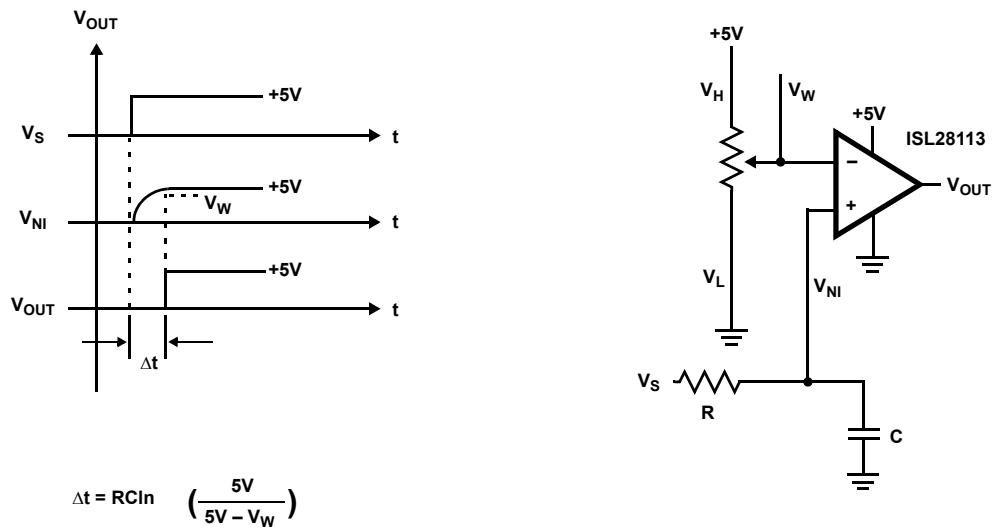 V_OUT
+5V
V_S
t
+5V
V_W
V_NI
t
+5V
V_OUT
t
Δt
Δt = RCln (5V / 5V – V_W)
+5V
V_H
V_W
+5V
ISL28113
–
+
V_OUT
V_L
V_NI
V_S
R
C